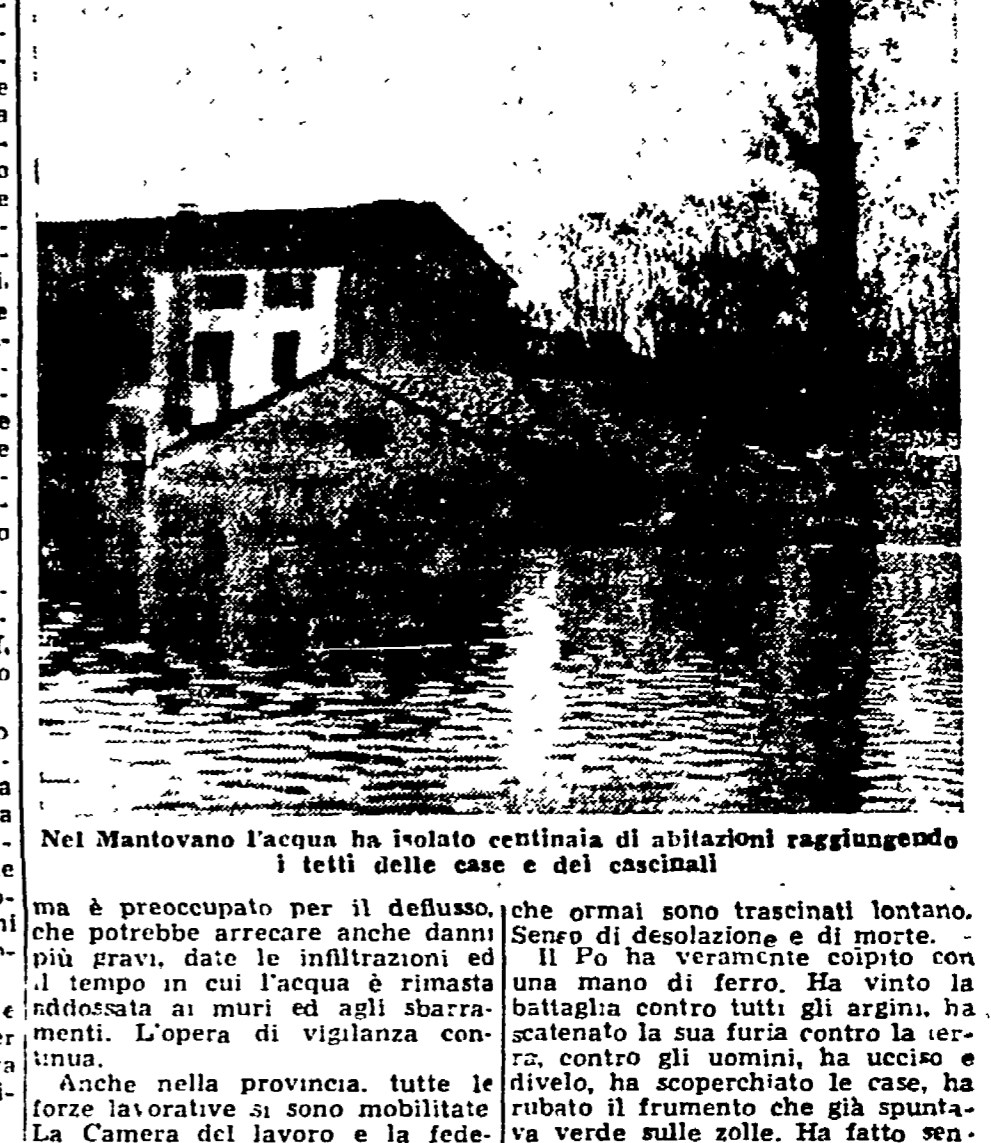 Nel Mantovano l'acqua ha isolato centinaia di abitazioni raggiungendo
i tetti delle case e dei cascinali
ma è preoccupato per il deflusso,
che potrebbe arrecare anche danni
più gravi, date le infiltrazioni ed
il tempo in cui l'acqua è rimasta
addossata ai muri ed agli sbarra-
menti. L'opera di vigilanza con-
tinua.
Anche nella provincia. tutte le
forze lavorative si sono mobilitate
La Camera del lavoro e la fede-
che ormai sono trascinati lontano.
Senso di desolazione e di morte.
Il Po ha veramente colpito con
una mano di ferro. Ha vinto la
battaglia contro tutti gli argini, ha
scatenato la sua furia contro la ter-
ra, contro gli uomini, ha ucciso e
divelo, ha scoperchiato le case, ha
rubato il frumento che già spunta-
va verde sulle zolle. Ha fatto sen-